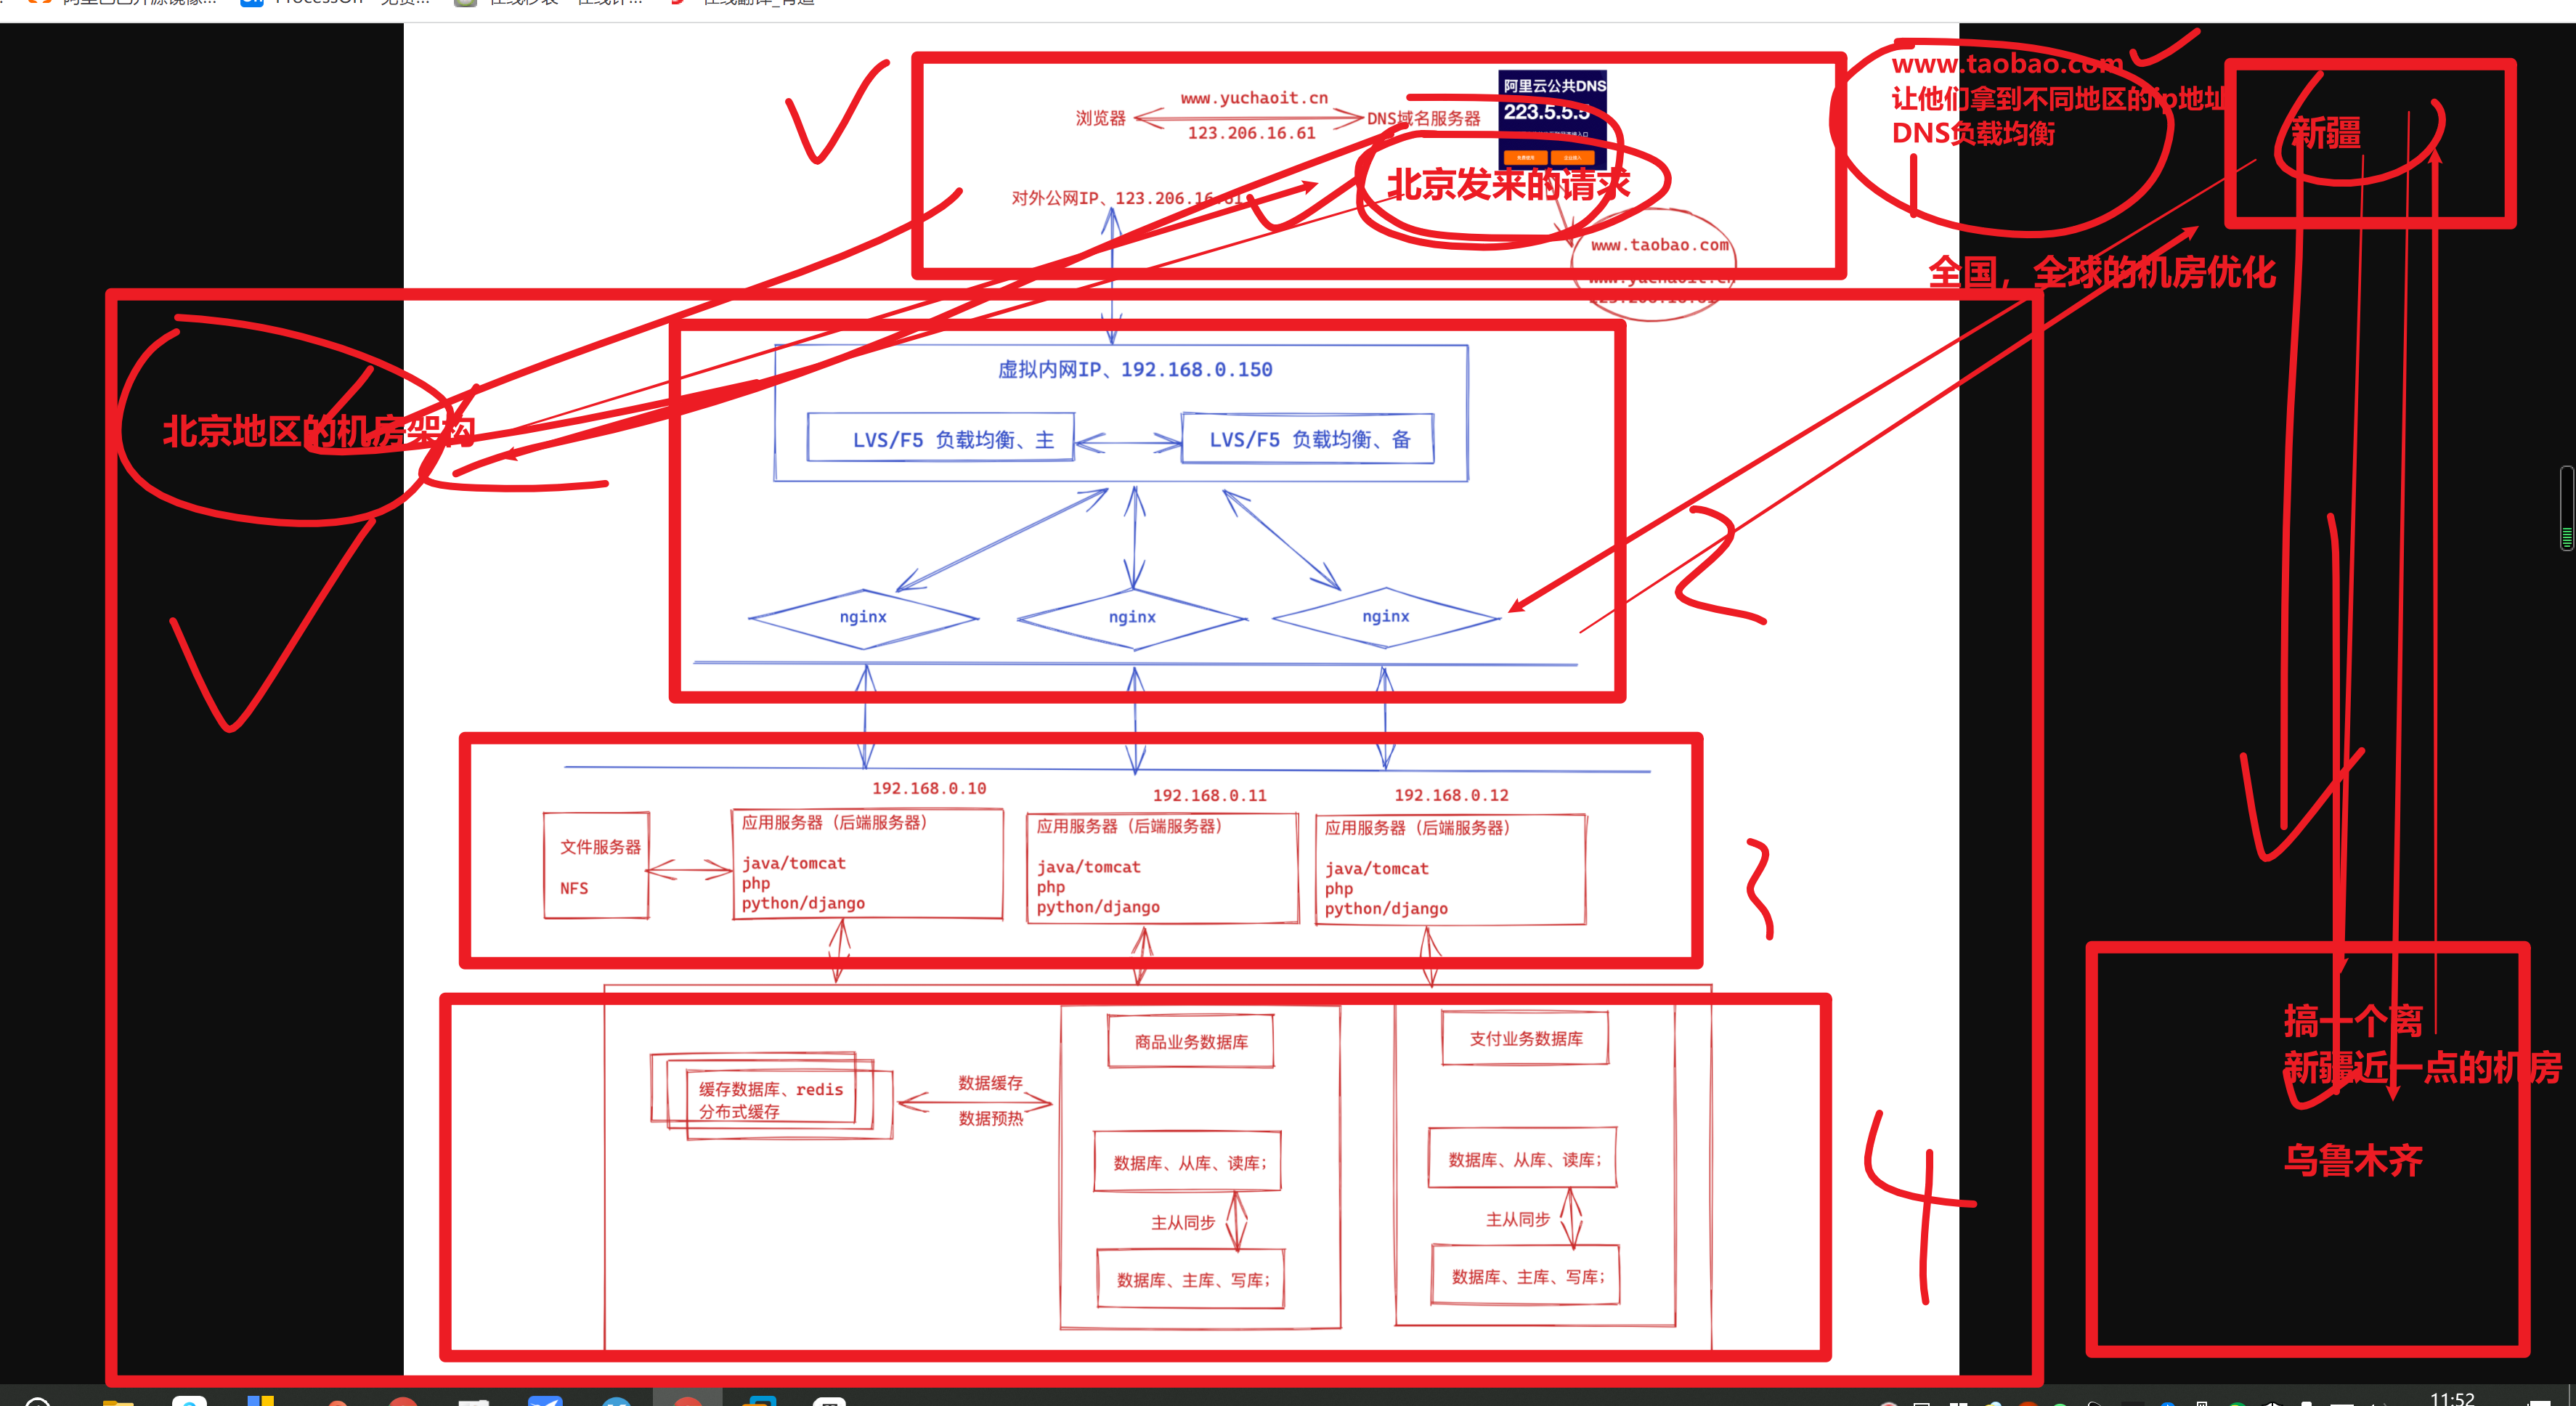 www.yuchaoit.cn
浏览器
DNS域名服务器
123.206.16.61
阿里云公共DNS
223.5.5.5
对外公网IP、123.206.16.61
北京发来的请求
www.taobao.com
www.yuchaoit.cn
123.206.16.61
www.taobao.com
让他们拿到不同地区的ip地址
DNS负载均衡
新疆
全国，全球的机房优化
北京地区的机房架构
虚拟内网IP、192.168.0.150
LVS/F5 负载均衡、主
LVS/F5 负载均衡、备
nginx
nginx
nginx
2
192.168.0.10
192.168.0.11
192.168.0.12
文件服务器
NFS
应用服务器（后端服务器）
java/tomcat
php
python/django
应用服务器（后端服务器）
java/tomcat
php
python/django
应用服务器（后端服务器）
java/tomcat
php
python/django
3
缓存数据库、redis
分布式缓存
数据缓存
数据预热
商品业务数据库
数据库、从库、读库；
主从同步
数据库、主库、写库；
支付业务数据库
数据库、从库、读库；
主从同步
数据库、主库、写库；
4
搞一个离
新疆近一点的机房
乌鲁木齐
11:52